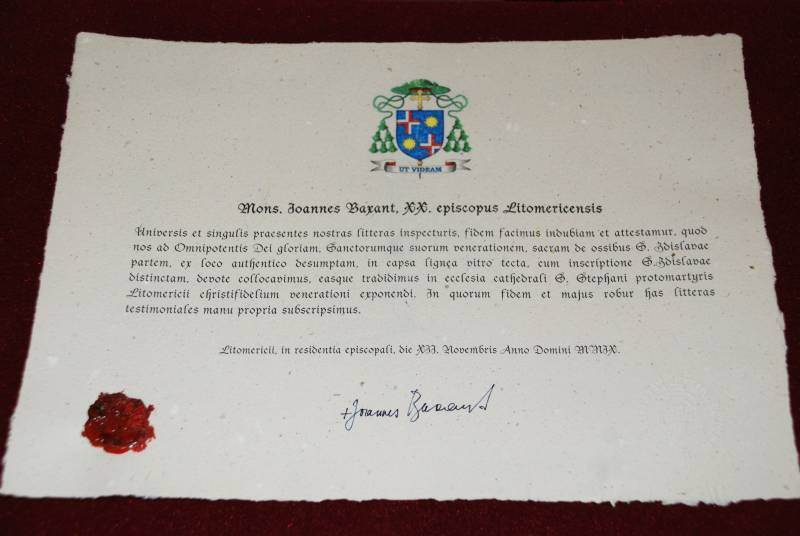 UT VIDEAM
Mons. Joannes Baxant, XX. episcopus Litomericensis
Universis et singulis praesentes nostras litteras inspecturis, fidem facimus indubiam et attestamur, quod
nos ad Omnipotentis Dei gloriam, Sanctorumque suorum venerationem, sacram de ossibus S. Zdislavae
partem, ex loco authentico desumptam, in capsa lignea vitro tecta, cum inscriptione S. Zdislavae
distinctam, devote collocavimus, easque tradidimus in ecclesia cathedrali S. Stephani protomartyris
Litomericii christifidelium venerationi exponendi. In quorum fidem et majus robur has litteras
testimoniales manu propria subscripsimus.
Litomericii, in residentia episcopali, die XII. Novembris Anno Domini MMIX.
+Joannes Baxant